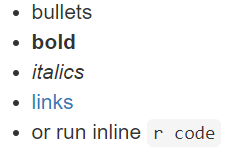 • bullets
• bold
• italics
• links
• or run inline r code